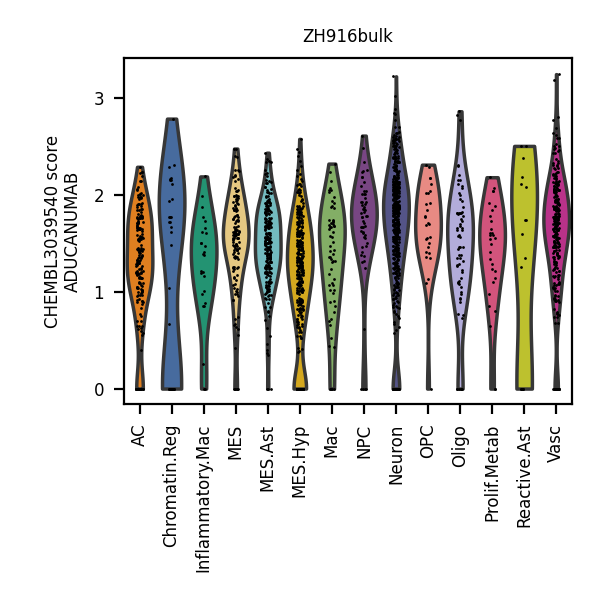 ZH916bulk
CHEMBL3039540 score
ADUCANUMAB
3
2
1
0
AC
Chromatin.Reg
Inflammatory.Mac
MES
MES.Ast
MES.Hyp
Mac
NPC
Neuron
OPC
Oligo
Prolif.Metab
Reactive.Ast
Vasc